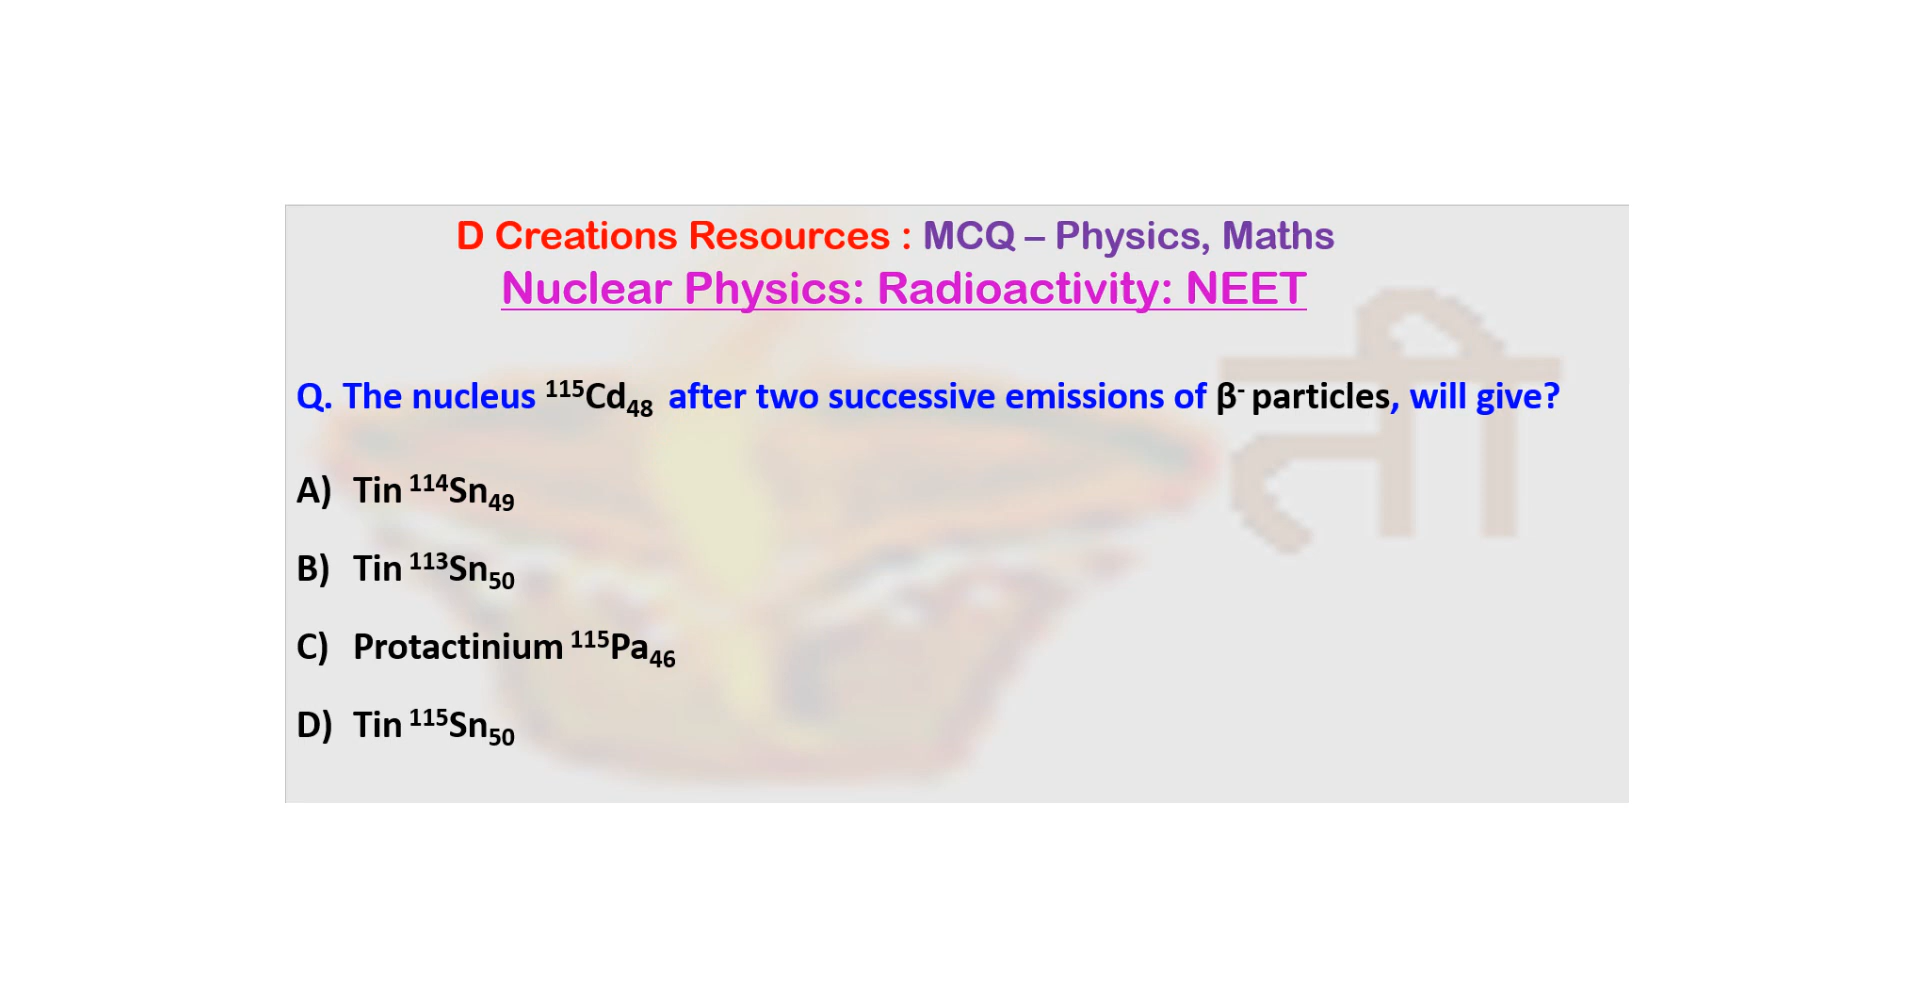 D Creations Resources : MCQ – Physics, Maths
Nuclear Physics: Radioactivity: NEET
Q. The nucleus ¹¹⁵Cd₄₈ after two successive emissions of β⁻ particles, will give?
A) Tin ¹¹⁴Sn₄₉
B) Tin ¹¹³Sn₅₀
C) Protactinium ¹¹⁵Pa₄₆
D) Tin ¹¹⁵Sn₅₀
ती